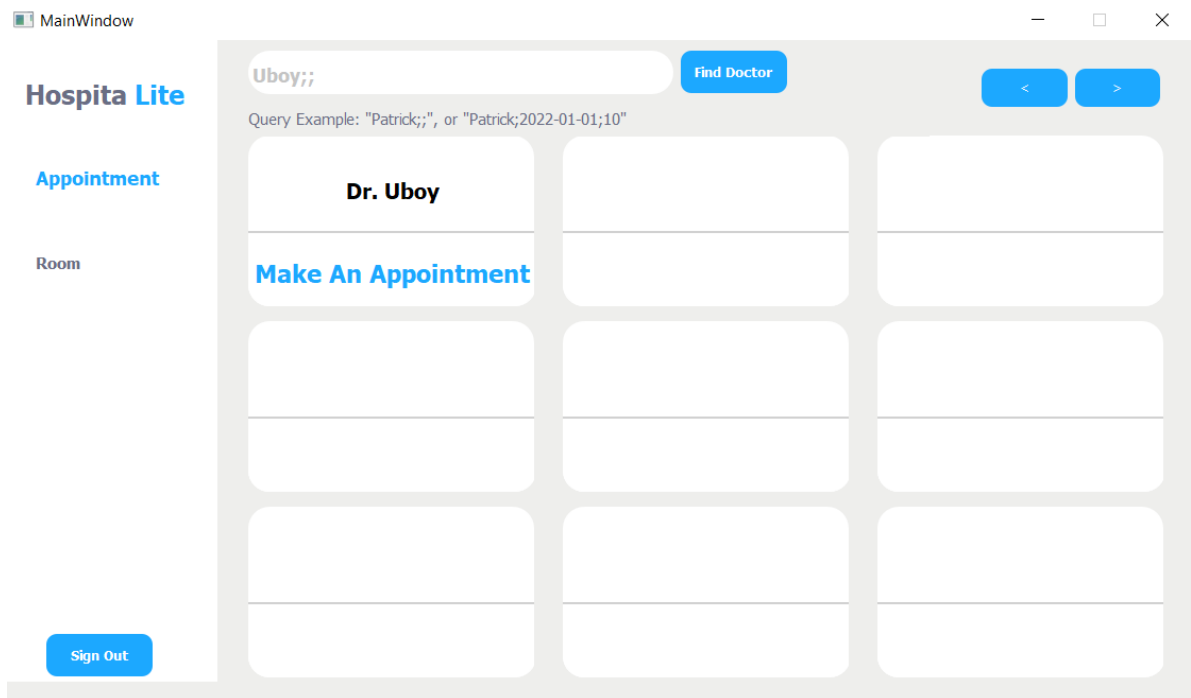 MainWindow
Hospita Lite
Appointment
Room
Sign Out
Uboy;;
Find Doctor
<
>
Query Example: "Patrick;;", or "Patrick;2022-01-01;10"
Dr. Uboy
Make An Appointment